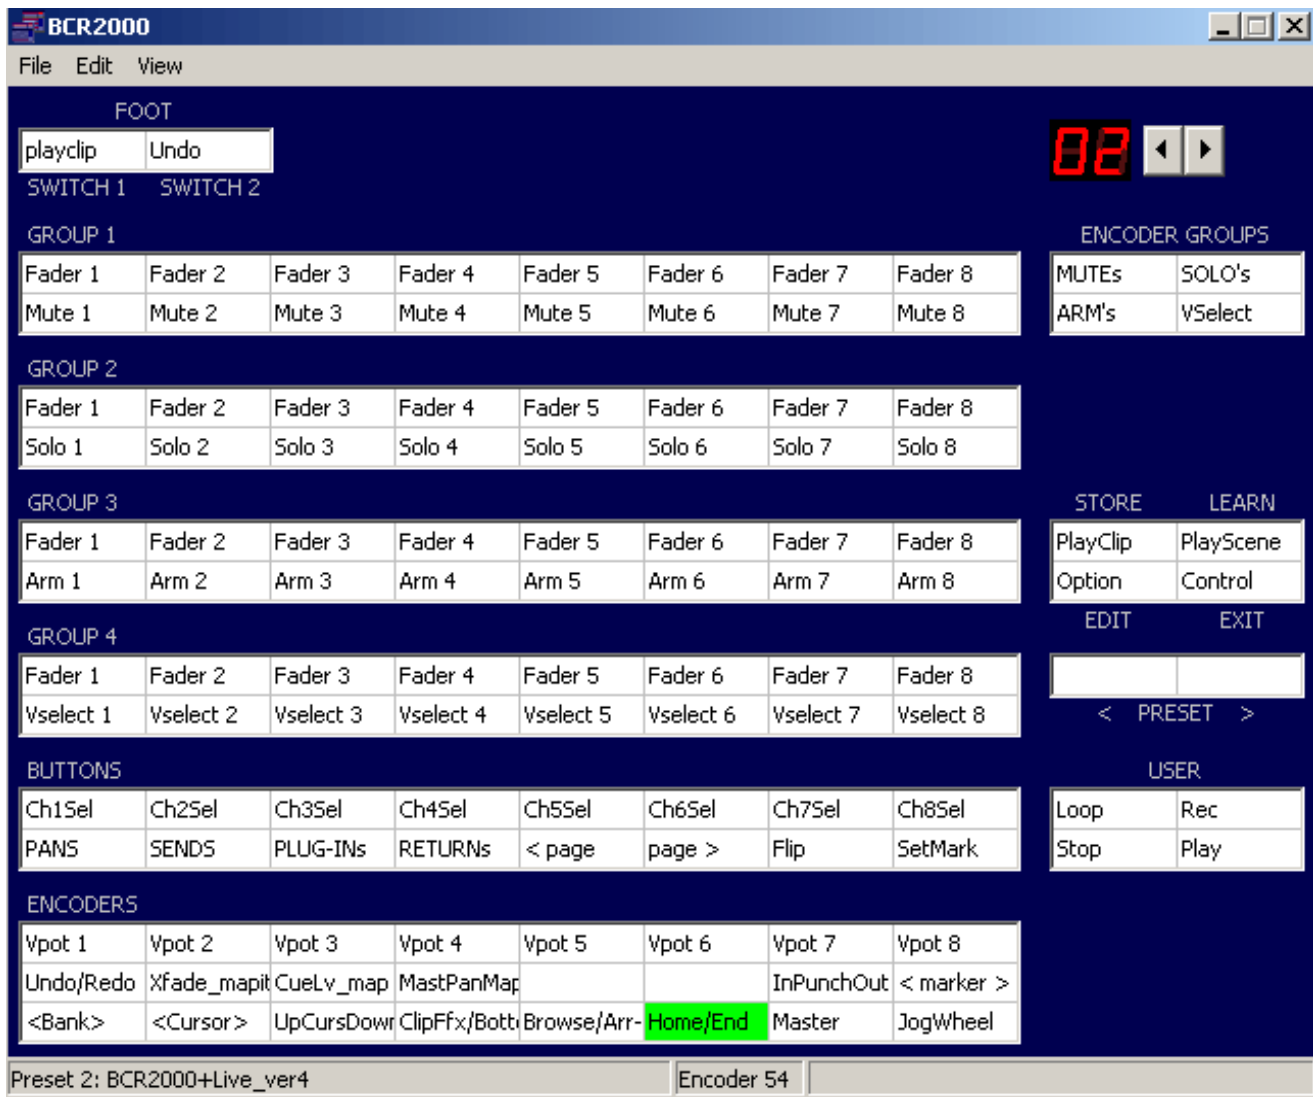 BCR2000
File Edit View
FOOT
playclip Undo
SWITCH 1 SWITCH 2
02
GROUP 1
Fader 1 Fader 2 Fader 3 Fader 4 Fader 5 Fader 6 Fader 7 Fader 8
Mute 1 Mute 2 Mute 3 Mute 4 Mute 5 Mute 6 Mute 7 Mute 8
ENCODER GROUPS
MUTEs SOLO's
ARM's VSelect
GROUP 2
Fader 1 Fader 2 Fader 3 Fader 4 Fader 5 Fader 6 Fader 7 Fader 8
Solo 1 Solo 2 Solo 3 Solo 4 Solo 5 Solo 6 Solo 7 Solo 8
GROUP 3
Fader 1 Fader 2 Fader 3 Fader 4 Fader 5 Fader 6 Fader 7 Fader 8
Arm 1 Arm 2 Arm 3 Arm 4 Arm 5 Arm 6 Arm 7 Arm 8
STORE LEARN
PlayClip PlayScene
Option Control
EDIT EXIT
GROUP 4
Fader 1 Fader 2 Fader 3 Fader 4 Fader 5 Fader 6 Fader 7 Fader 8
Vselect 1 Vselect 2 Vselect 3 Vselect 4 Vselect 5 Vselect 6 Vselect 7 Vselect 8
< PRESET >
BUTTONS
Ch1Sel Ch2Sel Ch3Sel Ch4Sel Ch5Sel Ch6Sel Ch7Sel Ch8Sel
PANS SENDS PLUG-INs RETURNs < page page > Flip SetMark
USER
Loop Rec
Stop Play
ENCODERS
Vpot 1 Vpot 2 Vpot 3 Vpot 4 Vpot 5 Vpot 6 Vpot 7 Vpot 8
Undo/Redo Xfade_mapit CueLv_map MastPanMap InPunchOut < marker >
<Bank> <Cursor> UpCursDown ClipFfx/Bott Browse/Arr- Home/End Master JogWheel
Preset 2: BCR2000+Live_ver4 Encoder 54